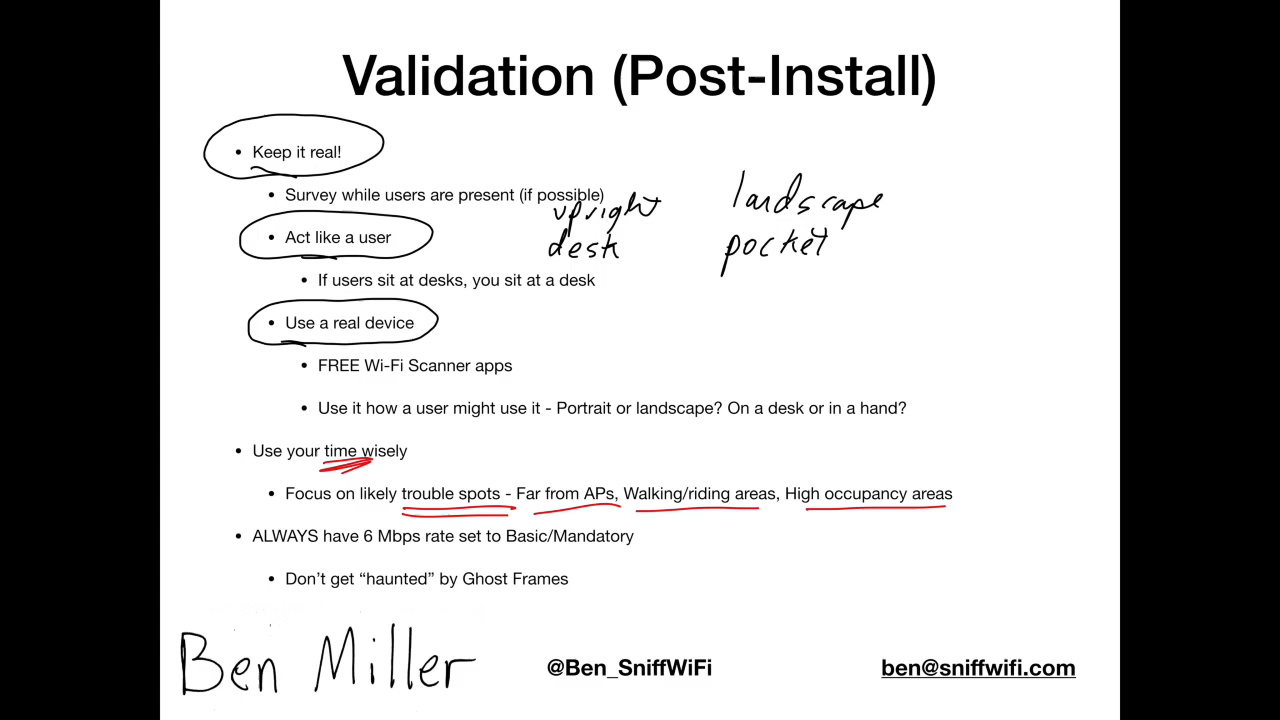 Validation (Post-Install)
• Keep it real!
• Survey while users are present (if possible)
upright landscape
• Act like a user
desk pocket
• If users sit at desks, you sit at a desk
• Use a real device
• FREE Wi-Fi Scanner apps
• Use it how a user might use it - Portrait or landscape? On a desk or in a hand?
• Use your time wisely
• Focus on likely trouble spots - Far from APs, Walking/riding areas, High occupancy areas
• ALWAYS have 6 Mbps rate set to Basic/Mandatory
• Don’t get “haunted” by Ghost Frames
Ben Miller @Ben_SniffWiFi ben@sniffwifi.com